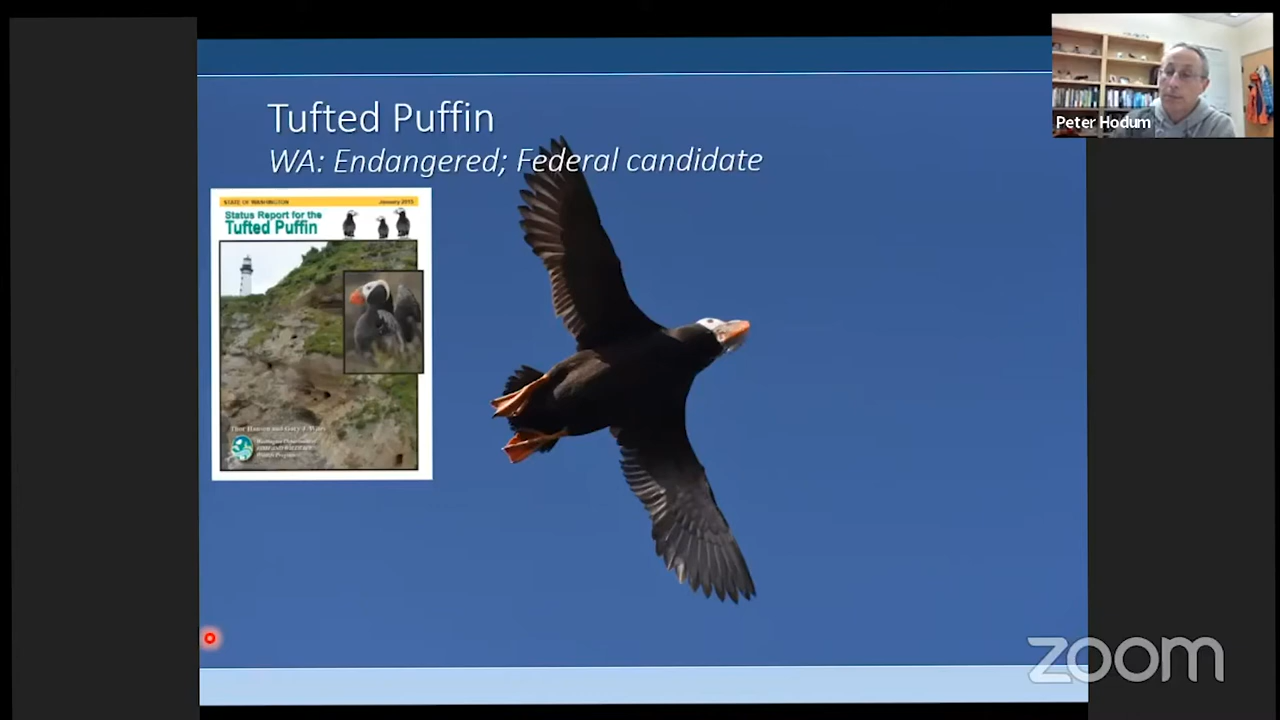 Tufted Puffin
WA: Endangered; Federal candidate
STATE OF WASHINGTON
January 2015
Status Report for the
Tufted Puffin
Peter Hodum
zoom